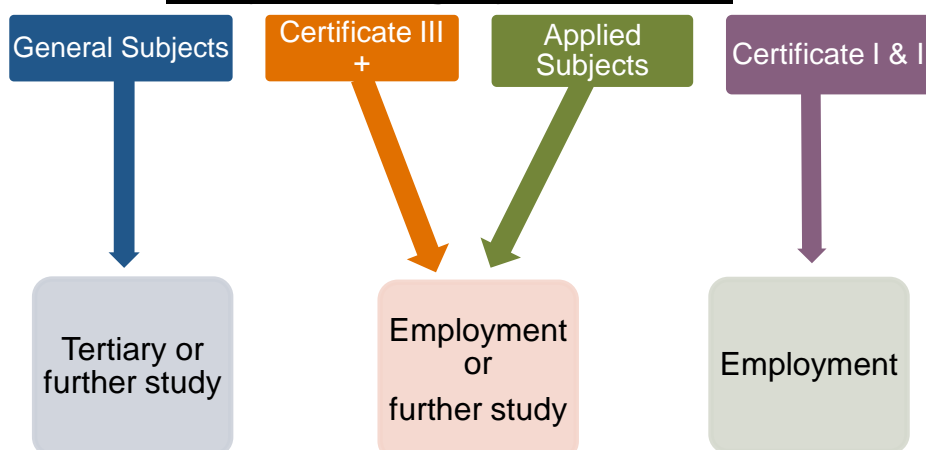 General Subjects
Certificate III
+
Applied
Subjects
Certificate I & I
Tertiary or
further study
Employment
or
further study
Employment